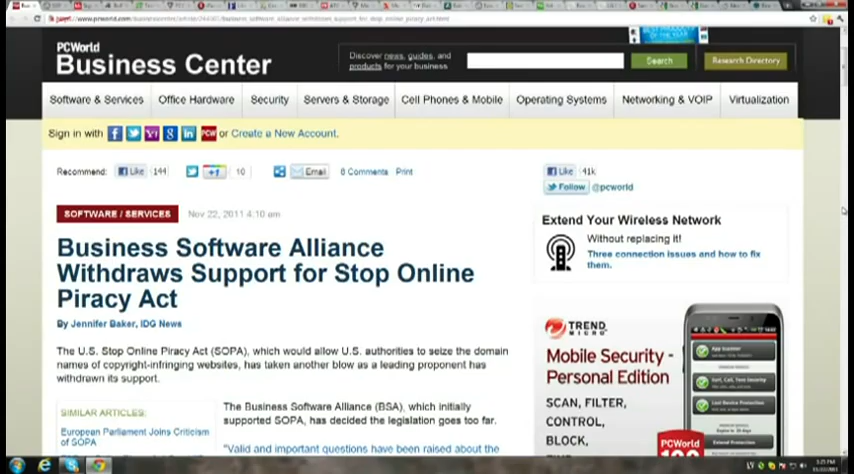 PCWorld
Business Center
Discover news, guides, and
products for your business
Search
Research Directory
Software & Services
Office Hardware
Security
Servers & Storage
Cell Phones & Mobile
Operating Systems
Networking & VOIP
Virtualization
Sign in with
or Create a New Account.
Recommend:
Like
144
+1
10
Email
0 Comments
Print
Like
41k
Follow
@pcworld
SOFTWARE / SERVICES
Nov 22, 2011 4:10 am
Business Software Alliance
Withdraws Support for Stop Online
Piracy Act
By Jennifer Baker, IDG News
The U.S. Stop Online Piracy Act (SOPA), which would allow U.S. authorities to seize the domain
names of copyright-infringing websites, has taken another blow as a leading proponent has
withdrawn its support.
SIMILAR ARTICLES:
European Parliament Joins Criticism
of SOPA
The Business Software Alliance (BSA), which initially
supported SOPA, has decided the legislation goes too far.
"Valid and important questions have been raised about the
Extend Your Wireless Network
Without replacing it!
Three connection issues and how to fix
them.
TREND
MICRO
Mobile Security -
Personal Edition
SCAN, FILTER,
CONTROL,
BLOCK,
PCWorld